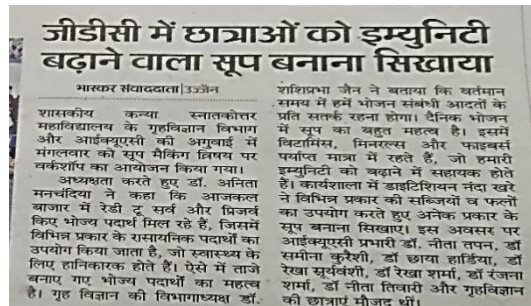 जीडीसी में छात्राओं को इम्युनिटी
बढ़ाने वाला सूप बनाना सिखाया
भास्कर संवाददाता|उज्जैन
शासकीय कन्या स्नातकोत्तर
महाविद्यालय के गृहविज्ञान विभाग
और आईक्यूएसी की अगुवाई में
मंगलवार को सूप मैकिंग विषय पर
वर्कशॉप का आयोजन किया गया।
अध्यक्षता करते हुए डॉ. अनिता
मनचंदिया ने कहा कि आजकल
बाजार में रेडी टू सर्व और प्रिजर्व
किए भोज्य पदार्थ मिल रहे हैं, जिसमें
विभिन्न प्रकार के रासायनिक पदार्थों का
उपयोग किया जाता है, जो स्वास्थ्य के
लिए हानिकारक होते हैं। ऐसे में ताजे
बनाए गए भोज्य पदार्थों का महत्व
है। गृह विज्ञान की विभागाध्यक्ष डॉ.
शशिप्रभा जैन ने बताया कि वर्तमान
समय में हमें भोजन संबंधी आदतों के
प्रति सतर्क रहना होगा। दैनिक भोजन
में सूप का बहुत महत्व है। इसमें
विटामिंस, मिनरल्स और फाइबर्स
पर्याप्त मात्रा में रहते हैं, जो हमारी
इम्युनिटी को बढ़ाने में सहायक होते
हैं। कार्यशाला में डाइटिशियन नंदा खरे
ने विभिन्न प्रकार की सब्जियों व फलों
का उपयोग करते हुए अनेक प्रकार के
सूप बनाना सिखाए। इस अवसर पर
आईक्यूएसी प्रभारी डॉ. नीता तपन, डॉ
समीना कुरैशी, डॉ छाया हार्डिया, डॉ
रेखा सूर्यवंशी, डॉ रेखा शर्मा, डॉ रंजना
शर्मा, डॉ नीता तिवारी और गृहविज्ञान
की छात्राएं मौजूद थीं।